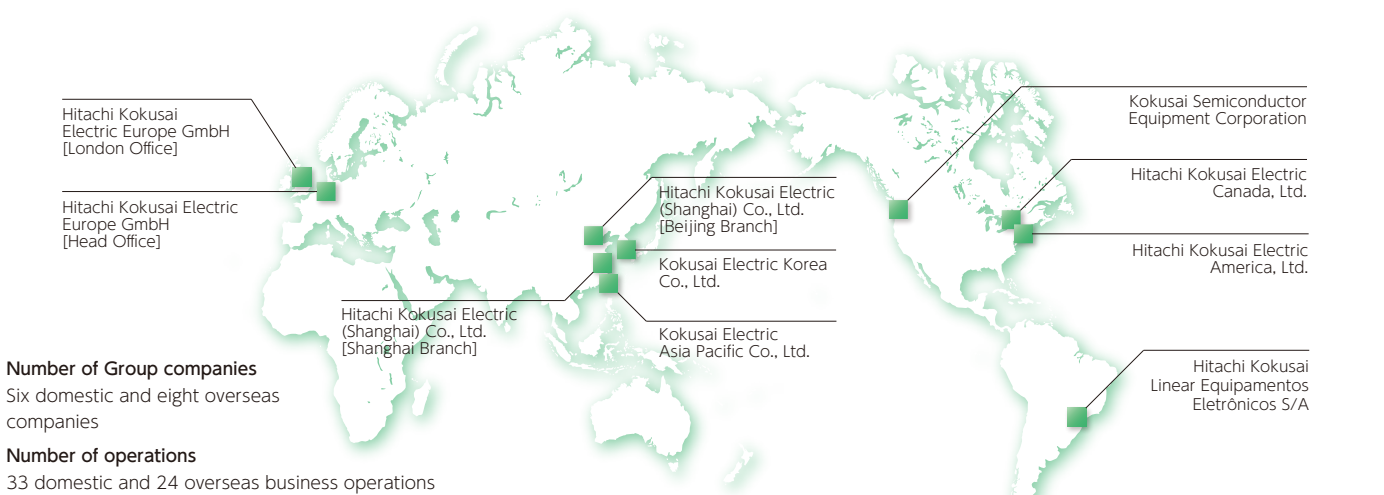 Hitachi Kokusai
Electric Europe GmbH
[London Office]
Hitachi Kokusai Electric
Europe GmbH
[Head Office]
Hitachi Kokusai Electric
(Shanghai) Co., Ltd.
[Beijing Branch]
Kokusai Electric Korea
Co., Ltd.
Hitachi Kokusai Electric
(Shanghai) Co., Ltd.
[Shanghai Branch]
Kokusai Electric
Asia Pacific Co., Ltd.
Kokusai Semiconductor
Equipment Corporation
Hitachi Kokusai Electric
Canada, Ltd.
Hitachi Kokusai Electric
America, Ltd.
Hitachi Kokusai
Linear Equipamentos
Eletrônicos S/A
Number of Group companies
Six domestic and eight overseas
companies
Number of operations
33 domestic and 24 overseas business operations